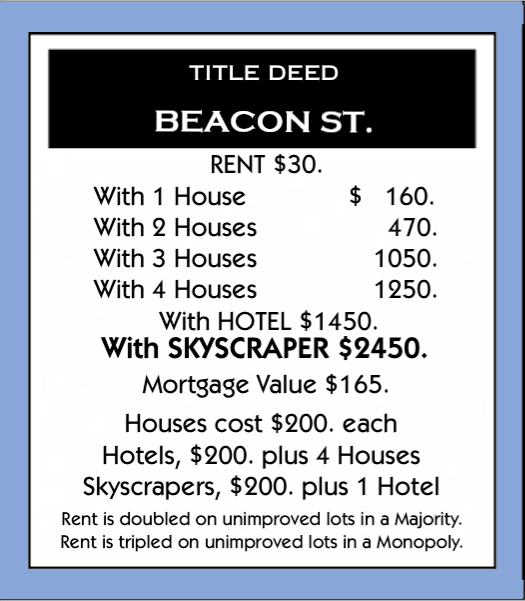 TITLE DEED
BEACON ST.
RENT $30.
With 1 House $ 160.
With 2 Houses 470.
With 3 Houses 1050.
With 4 Houses 1250.
With HOTEL $1450.
With SKYSCRAPER $2450.
Mortgage Value $165.
Houses cost $200. each
Hotels, $200. plus 4 Houses
Skyscrapers, $200. plus 1 Hotel
Rent is doubled on unimproved lots in a Majority.
Rent is tripled on unimproved lots in a Monopoly.